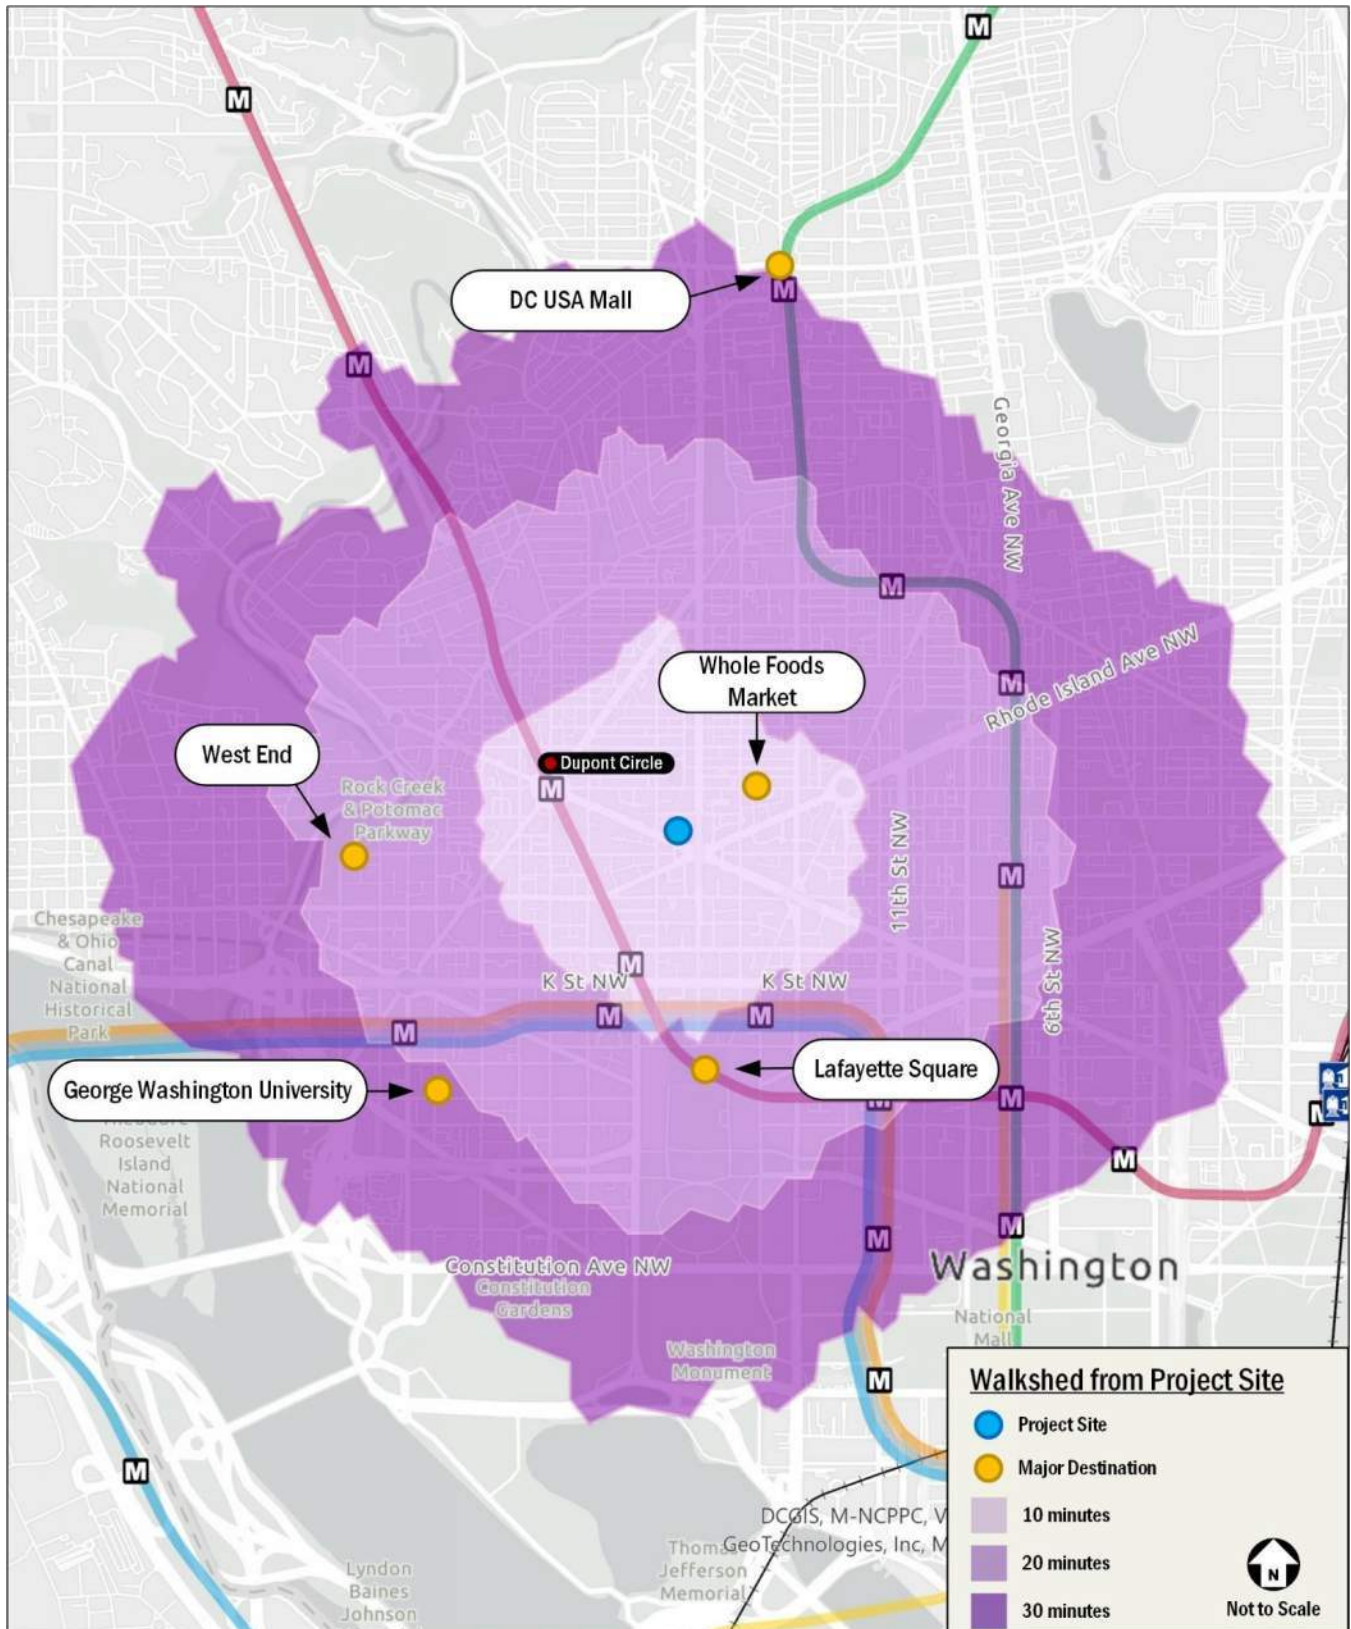 M
M
DC USA Mall
M
M
Georgia Ave NW
M
Whole Foods
Market
Rhode Island Ave NW
M
West End
Dupont Circle
M
Rock Creek
& Potomac
Parkway
11th St NW
M
Chesapeake
& Ohio
Canal
National
Historical
Park
6th St NW
M
K St NW
K St NW
M
M
M
George Washington University
Lafayette Square
M
M
M
Roosevelt
Island
National
Memorial
M
M
M
Constitution Ave NW
Constitution
Gardens
Washington
National
Mall
Washington
Monument
M
Walkshed from Project Site
Project Site
Major Destination
M
10 minutes
DCGIS, M-NCPPC, V
GeoTechnologies, Inc, M
20 minutes
Jefferson
Memorial
Lyndon
Baines
Johnson
30 minutes
N
Not to Scale